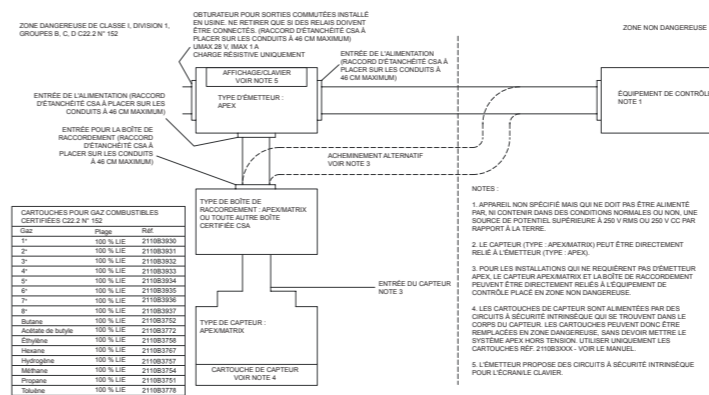 ZONE DANGEREUSE DE CLASSE I, DIVISION 1,
GROUPES B, C, D C22.2 N° 152
OBTURATEUR POUR SORTIES COMMUTÉES INSTALLÉ
EN USINE. NE RETIRER QUE SI DES RELAIS DOIVENT
ÊTRE CONNECTÉS. (RACCORD D'ÉTANCHÉITÉ CSA À
PLACER SUR LES CONDUITS À 46 CM MAXIMUM)
UMAX 28 V, IMAX 1 A
CHARGE RÉSISTIVE UNIQUEMENT
ZONE NON DANGEREUSE
ENTRÉE DE L'ALIMENTATION
(RACCORD D'ÉTANCHÉITÉ CSA À
PLACER SUR LES CONDUITS À
46 CM MAXIMUM)
AFFICHAGE/CLAVIER
VOIR NOTE 5
TYPE D'ÉMETTEUR :
APEX
ÉQUIPEMENT DE CONTRÔLE
NOTE 1
ENTRÉE DE L'ALIMENTATION (RACCORD
D'ÉTANCHÉITÉ CSA À PLACER SUR LES
CONDUITS À 46 CM MAXIMUM)
ENTRÉE POUR LA BOÎTE DE
RACCORDEMENT (RACCORD
D'ÉTANCHÉITÉ CSA À
PLACER SUR LES CONDUITS
À 46 CM MAXIMUM)
ACHEMINEMENT ALTERNATIF
VOIR NOTE 3
TYPE DE BOÎTE DE
RACCORDEMENT : APEX/MATRIX
OU TOUTE AUTRE BOÎTE
CERTIFIÉE CSA
ENTRÉE DU CAPTEUR
NOTE 3
TYPE DE CAPTEUR :
APEX/MATRIX
CARTOUCHE DE CAPTEUR
VOIR NOTE 4
CARTOUCHES POUR GAZ COMBUSTIBLES
CERTIFIÉES C22.2 N° 152
Gaz Plage Réf.
1* 100 % LIE 2110B3930
2* 100 % LIE 2110B3931
3* 100 % LIE 2110B3932
4* 100 % LIE 2110B3933
5* 100 % LIE 2110B3934
6* 100 % LIE 2110B3935
7* 100 % LIE 2110B3936
8* 100 % LIE 2110B3937
Butane 100 % LIE 2110B3752
Acétate de butyle 100 % LIE 2110B3772
Éthylène 100 % LIE 2110B3758
Hexane 100 % LIE 2110B3767
Hydrogène 100 % LIE 2110B3757
Méthane 100 % LIE 2110B3754
Propane 100 % LIE 2110B3751
Toluène 100 % LIE 2110B3778
NOTES :
1. APPAREIL NON SPÉCIFIÉ MAIS QUI NE DOIT PAS ÊTRE ALIMENTÉ
PAR, NI CONTENIR DANS DES CONDITIONS NORMALES OU NON, UNE
SOURCE DE POTENTIEL SUPÉRIEURE À 250 V RMS OU 250 V CC PAR
RAPPORT À LA TERRE.
2. LE CAPTEUR (TYPE : APEX/MATRIX) PEUT ÊTRE DIRECTEMENT
RELIÉ À L'ÉMETTEUR (TYPE : APEX).
3. POUR LES INSTALLATIONS QUI NE REQUIÈRENT PAS D'ÉMETTEUR
APEX, LE CAPTEUR APEX/MATRIX ET LA BOÎTE DE RACCORDEMENT
PEUVENT ÊTRE DIRECTEMENT RELIÉS À L'ÉQUIPEMENT DE
CONTRÔLE PLACÉ EN ZONE NON DANGEREUSE.
4. LES CARTOUCHES DE CAPTEUR SONT ALIMENTÉES PAR DES
CIRCUITS À SÉCURITÉ INTRINSÈQUE QUI SE TROUVENT DANS LE
CORPS DU CAPTEUR. LES CARTOUCHES PEUVENT DONC ÊTRE
REMPLACÉES EN ZONE DANGEREUSE, SANS DEVOIR METTRE LE
SYSTÈME APEX HORS TENSION. UTILISER UNIQUEMENT LES
CARTOUCHES RÉF. 2110B3XXX - VOIR LE MANUEL.
5. L'ÉMETTEUR PROPOSE DES CIRCUITS À SÉCURITÉ INTRINSÈQUE
POUR L'ÉCRAN/LE CLAVIER.